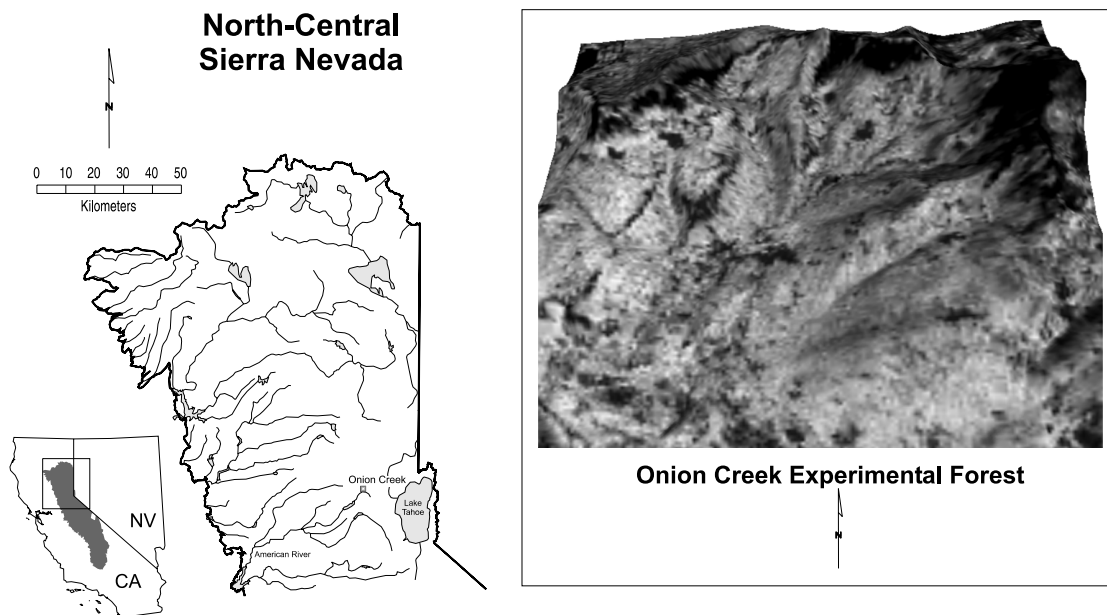 North-Central
Sierra Nevada
N
0 10 20 30 40 50
Kilometers
Onion Creek
Lake
Tahoe
American River
NV
CA
Onion Creek Experimental Forest
N